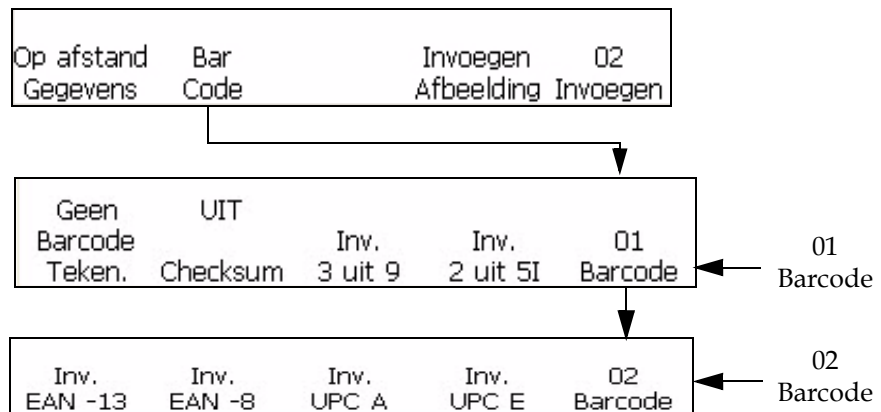 Op afstand Bar Invoegen 02
Gegevens Code Afbeelding Invoegen
Geen UIT
Barcode Inv. Inv. 01
Teken. Checksum 3 uit 9 2 uit 5I Barcode
01
Barcode
Inv. Inv. Inv. Inv. 02
EAN -13 EAN -8 UPC A UPC E Barcode
02
Barcode